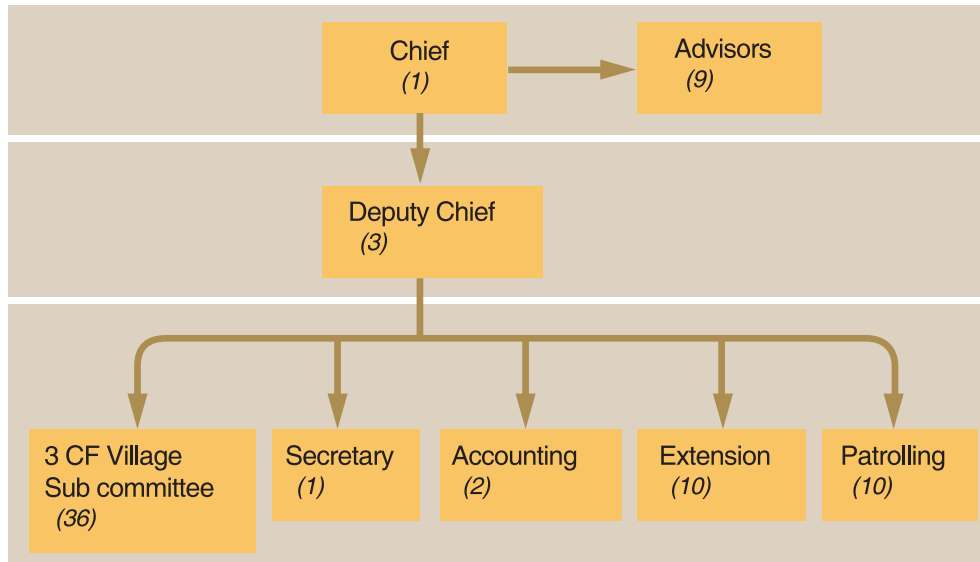 Chief
(1)
Advisors
(9)
Deputy Chief
(3)
3 CF Village
Sub committee
(36)
Secretary
(1)
Accounting
(2)
Extension
(10)
Patrolling
(10)